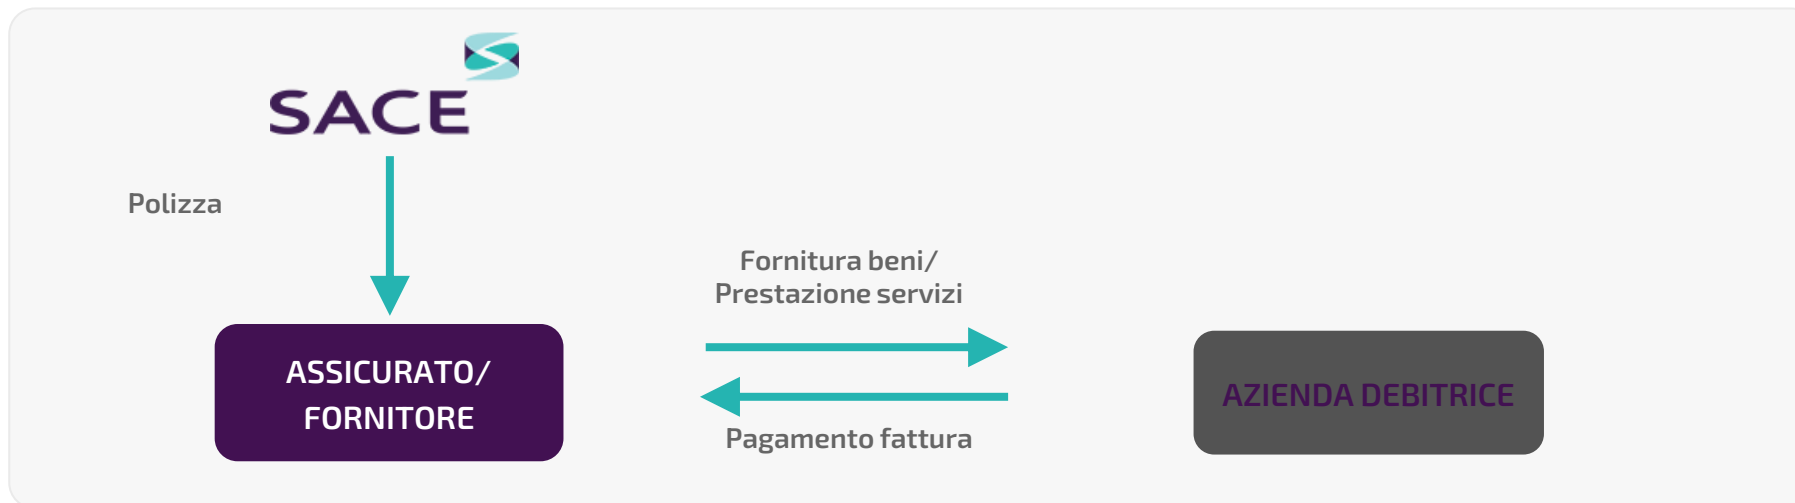 SACE
Polizza
Fornitura beni/
Prestazione servizi
ASSICURATO/
FORNITORE
AZIENDA DEBITRICE
Pagamento fattura